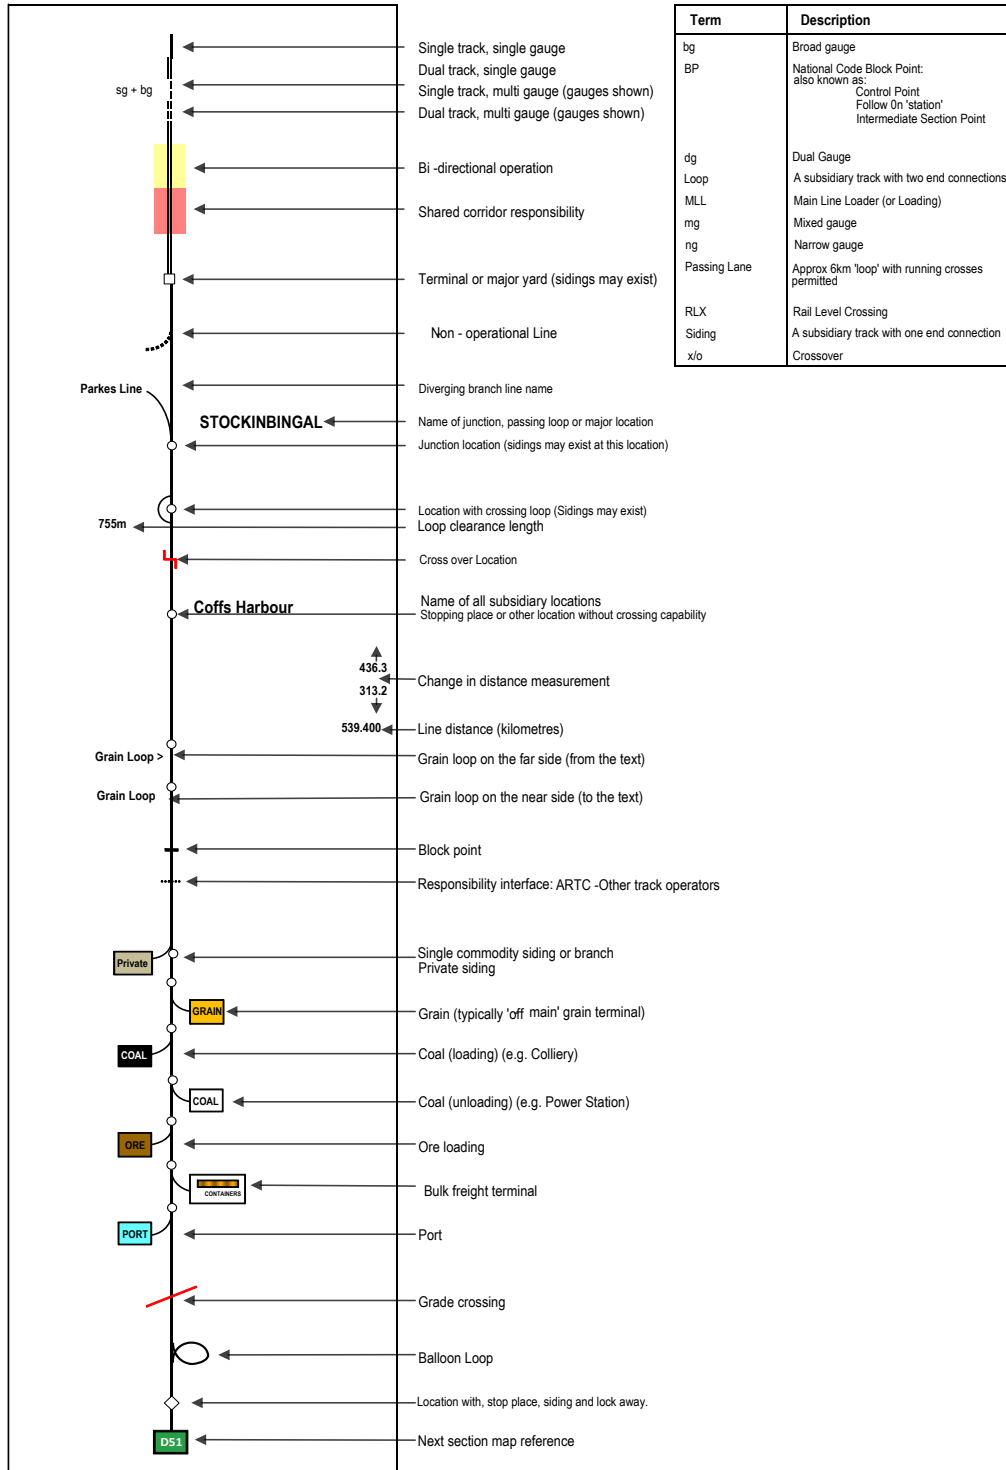 Single track, single gauge
Dual track, single gauge
sg + bg
Single track, multi gauge (gauges shown)
Dual track, multi gauge (gauges shown)
Bi -directional operation
Shared corridor responsibility
Terminal or major yard (sidings may exist)
Non - operational Line
Parkes Line
Diverging branch line name
STOCKINBINGAL
Name of junction, passing loop or major location
Junction location (sidings may exist at this location)
Location with crossing loop (Sidings may exist)
755m
Loop clearance length
Cross over Location
Coffs Harbour
Name of all subsidiary locations
Stopping place or other location without crossing capability
436.3
Change in distance measurement
313.2
539.400
Line distance (kilometres)
Grain Loop >
Grain loop on the far side (from the text)
Grain Loop
Grain loop on the near side (to the text)
Block point
Responsibility interface: ARTC -Other track operators
Private
Single commodity siding or branch
Private siding
GRAIN
Grain (typically 'off main' grain terminal)
COAL
Coal (loading) (e.g. Colliery)
COAL
Coal (unloading) (e.g. Power Station)
ORE
Ore loading
CONTAINERS
Bulk freight terminal
PORT
Port
Grade crossing
Balloon Loop
Location with, stop place, siding and lock away.
D51
Next section map reference
Term Description
bg Broad gauge
BP National Code Block Point:
also known as:
Control Point
Follow 0n 'station'
Intermediate Section Point
dg Dual Gauge
Loop A subsidiary track with two end connections
MLL Main Line Loader (or Loading)
mg Mixed gauge
ng Narrow gauge
Passing Lane Approx 6km 'loop' with running crosses
permitted
RLX Rail Level Crossing
Siding A subsidiary track with one end connection
x/o Crossover